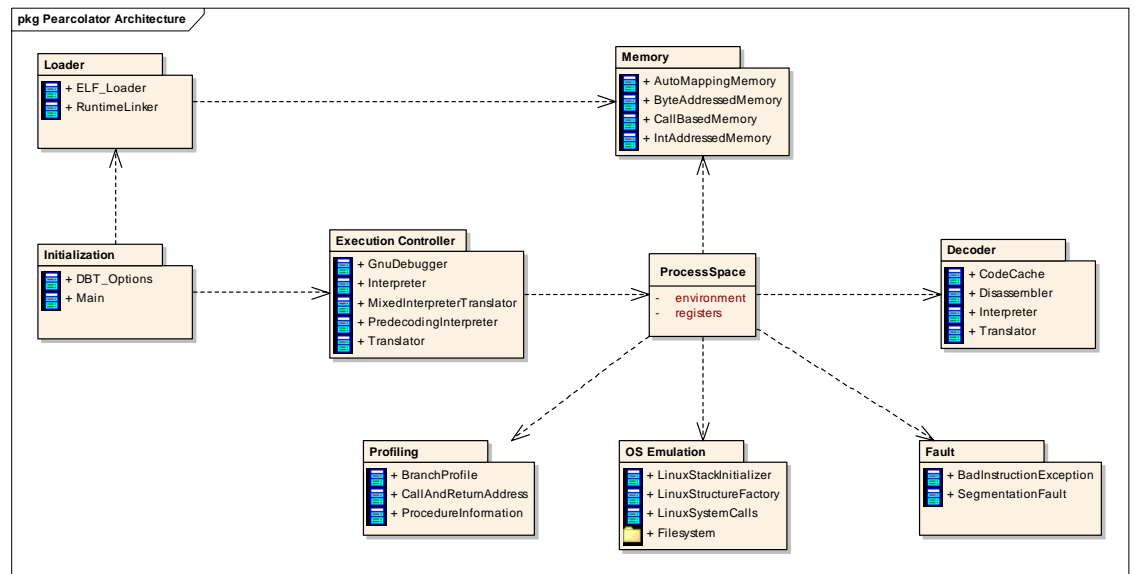 pkg Pearcolator Architecture
Loader
+ ELF_Loader
+ RuntimeLinker
Memory
+ AutoMappingMemory
+ ByteAddressedMemory
+ CallBasedMemory
+ IntAddressedMemory
Initialization
+ DBT_Options
+ Main
Execution Controller
+ GnuDebugger
+ Interpreter
+ MixedInterpreterTranslator
+ PredecodingInterpreter
+ Translator
ProcessSpace
- environment
- registers
Decoder
+ CodeCache
+ Disassembler
+ Interpreter
+ Translator
Profiling
+ BranchProfile
+ CallAndReturnAddress
+ ProcedureInformation
OS Emulation
+ LinuxStackInitializer
+ LinuxStructureFactory
+ LinuxSystemCalls
+ Filesystem
Fault
+ BadInstructionException
+ SegmentationFault